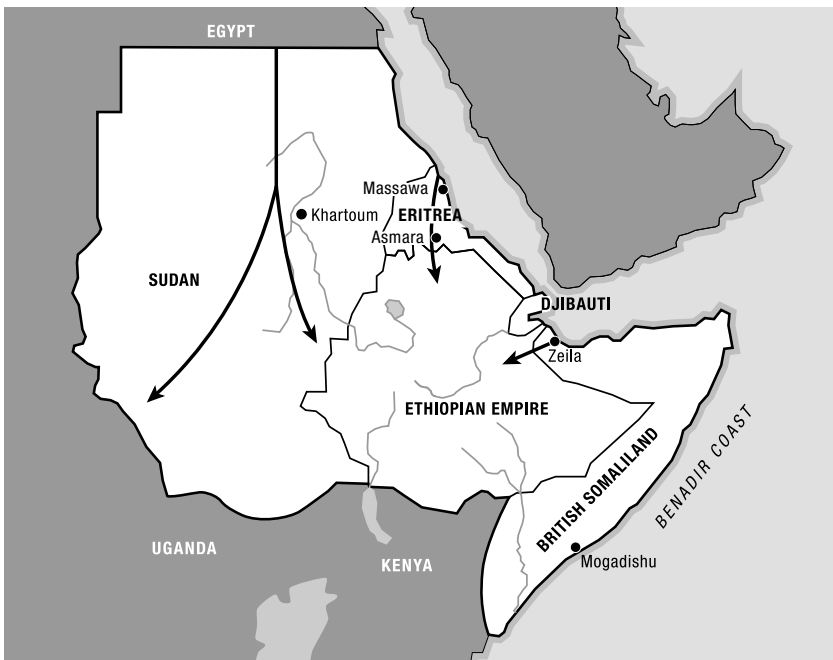 EGYPT
Massawa
Khartoum
ERITREA
Asmara
SUDAN
DJIBAUTI
Zeila
ETHIOPIAN EMPIRE
BRITISH SOMALILAND
BENADIR COAST
UGANDA
KENYA
Mogadishu